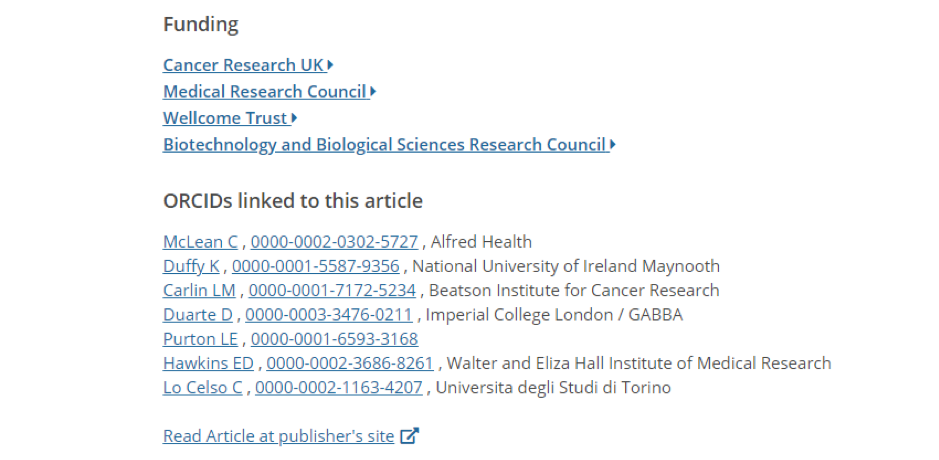 Funding
Cancer Research UK
Medical Research Council
Wellcome Trust
Biotechnology and Biological Sciences Research Council
ORCIDs linked to this article
McLean C , 0000-0002-0302-5727 , Alfred Health
Duffy K , 0000-0001-5587-9356 , National University of Ireland Maynooth
Carlin LM , 0000-0001-7172-5234 , Beatson Institute for Cancer Research
Duarte D , 0000-0003-3476-0211 , Imperial College London / GABBA
Purton LE , 0000-0001-6593-3168
Hawkins ED , 0000-0002-3686-8261 , Walter and Eliza Hall Institute of Medical Research
Lo Celso C , 0000-0002-1163-4207 , Universita degli Studi di Torino
Read Article at publisher's site